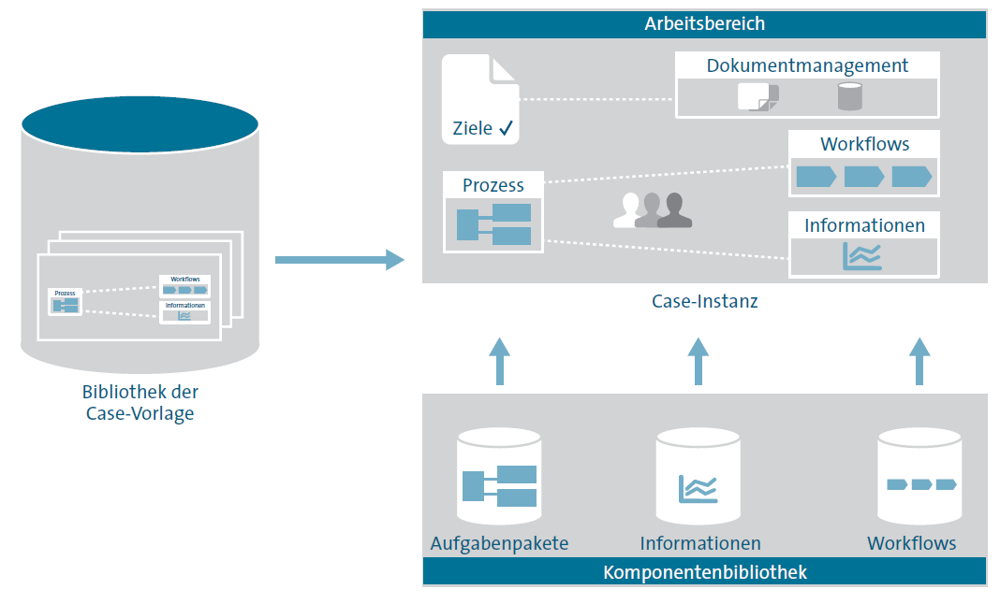 Arbeitsbereich
Ziele
Dokumentmanagement
Workflows
Prozess
Informationen
Case-Instanz
Prozess
Workflows
Informationen
Bibliothek der
Case-Vorlage
Aufgabenpakete
Informationen
Workflows
Komponentenbibliothek